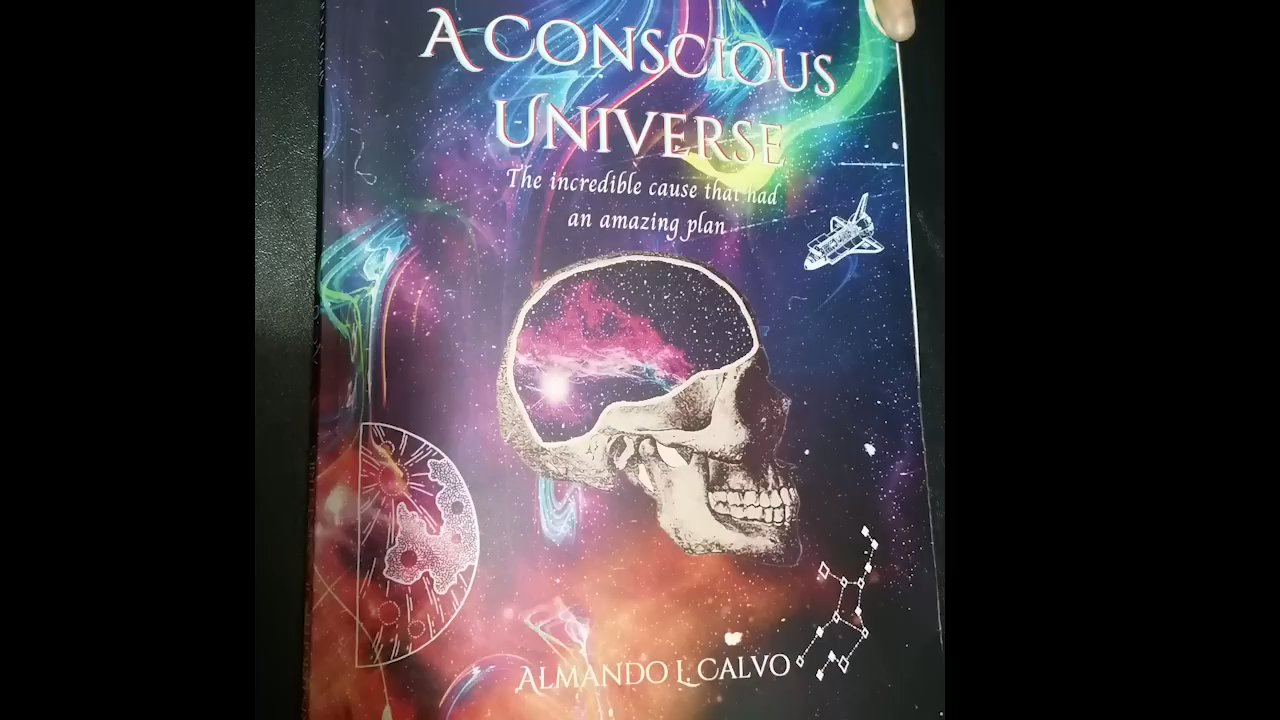 A CONSCIOUS
UNIVERSE
The incredible cause that had
an amazing plan
ALMANDO L. CALVO